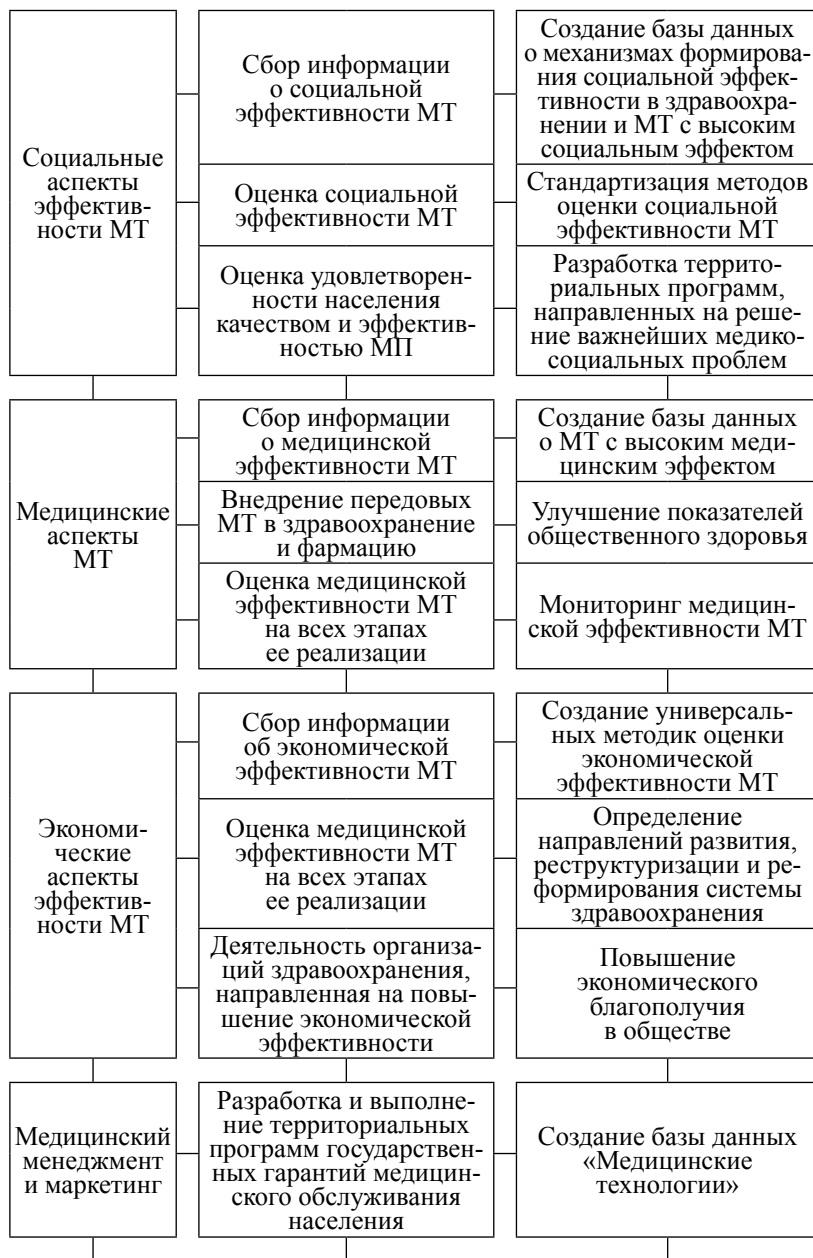 Социальные
аспекты
эффектив-
ности МТ
Сбор информации
о социальной
эффективности МТ
Создание базы данных
о механизмах формирова-
ния социальной эффек-
тивности в здравоохра-
нении и МТ с высоким
социальным эффектом
Оценка социальной
эффективности МТ
Стандартизация методов
оценки социальной
эффективности МТ
Оценка удовлетворен-
ности населения
качеством и эффектив-
ностью МП
Разработка террито-
риальных программ,
направленных на реше-
ние важнейших медико-
социальных проблем
Медицинские
аспекты
МТ
Сбор информации
о медицинской
эффективности МТ
Создание базы данных
о МТ с высоким меди-
цинским эффектом
Внедрение передовых
МТ в здравоохранение
и фармацию
Улучшение показателей
общественного здоровья
Оценка медицинской
эффективности МТ
на всех этапах
ее реализации
Мониторинг медицин-
ской эффективности МТ
Экономи-
ческие
аспекты
эффектив-
ности МТ
Сбор информации
об экономической
эффективности МТ
Создание универсаль-
ных методик оценки
экономической
эффективности МТ
Оценка медицинской
эффективности МТ
на всех этапах
ее реализации
Определение
направлений развития,
реструктуризации и ре-
формирования системы
здравоохранения
Деятельность организа-
ций здравоохранения,
направленная на повы-
шение экономической
эффективности
Повышение
экономического
благополучия
в обществе
Медицинский
менеджмент
и маркетинг
Разработка и выполне-
ние территориальных
программ государствен-
ных гарантий медицин-
ского обслуживания
населения
Создание базы данных
«Медицинские
технологии»